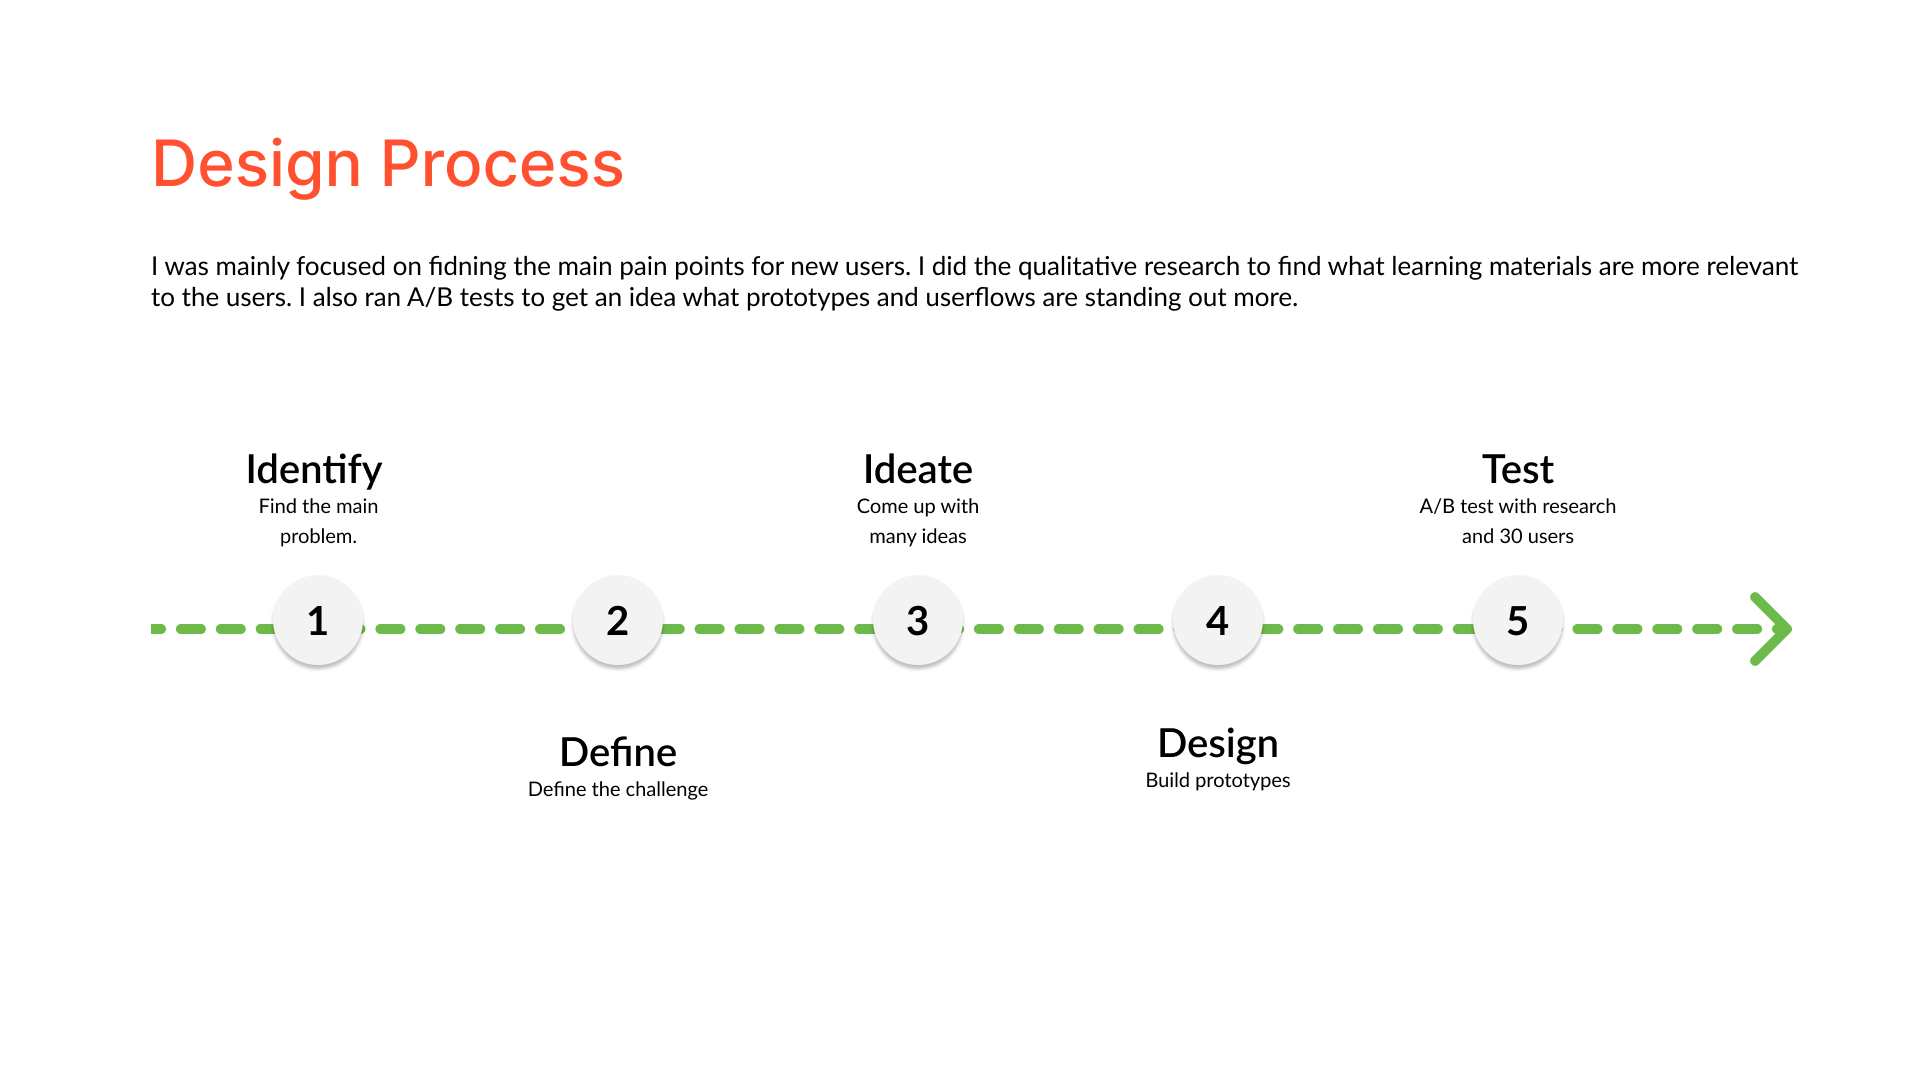 Design Process
I was mainly focused on fidning the main pain points for new users. I did the qualitative research to find what learning materials are more relevant
to the users. I also ran A/B tests to get an idea what prototypes and userflows are standing out more.
Identify
Find the main
problem.
Ideate
Come up with
many ideas
Test
A/B test with research
and 30 users
1
2
3
4
5
Define
Define the challenge
Design
Build prototypes